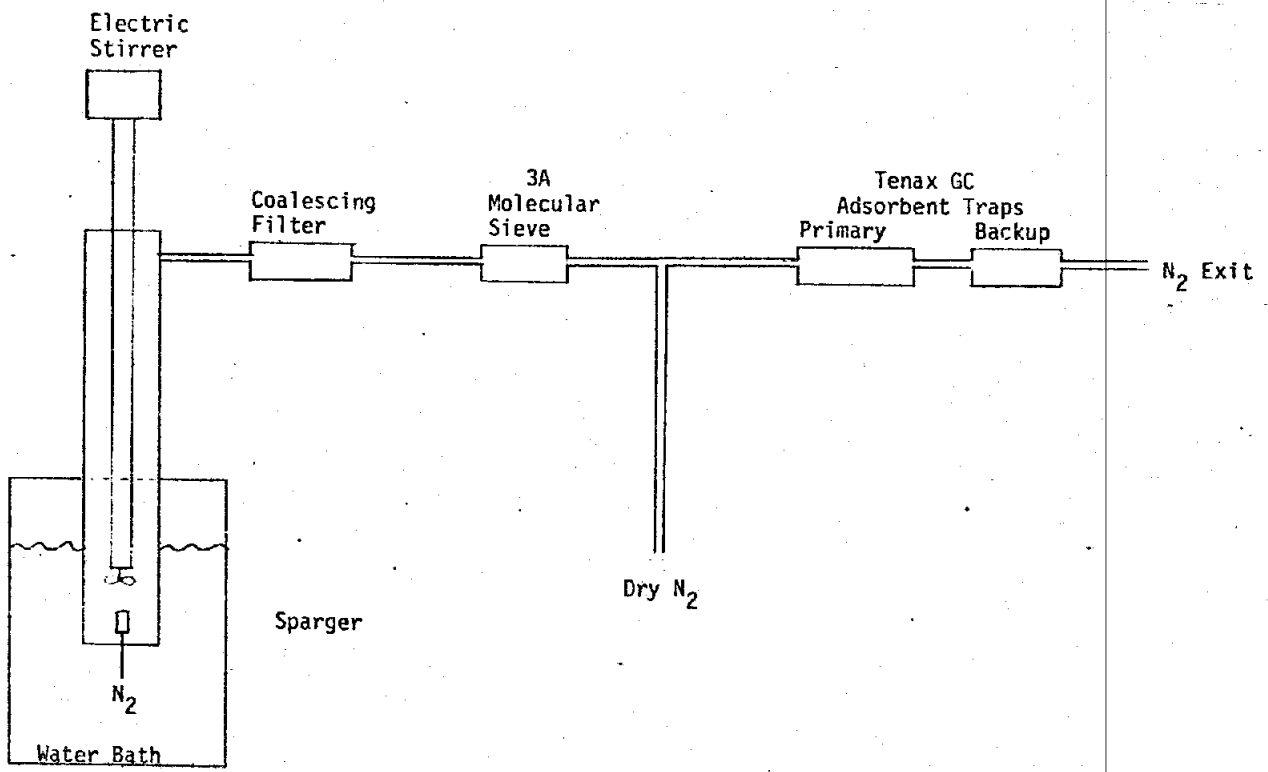 Electric
Stirrer
Coalescing
Filter
3A
Molecular
Sieve
Tenax GC
Adsorbent Traps
Primary
Backup
N2 Exit
Dry N2
Sparger
N2
Water Bath